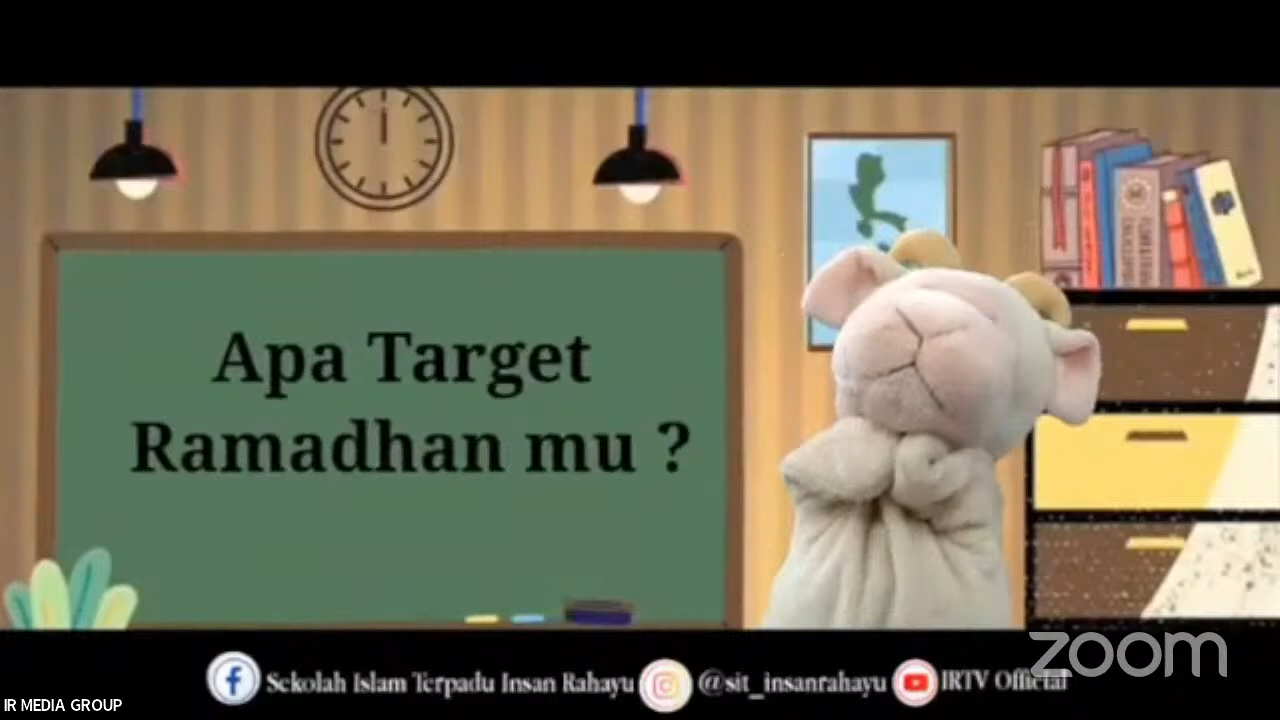 Apa Target
Ramadhan mu ?
zoom
Sekolah Islam Terpadu Insan Rahayu @sit_insanrahayu IRTV Official
IR MEDIA GROUP